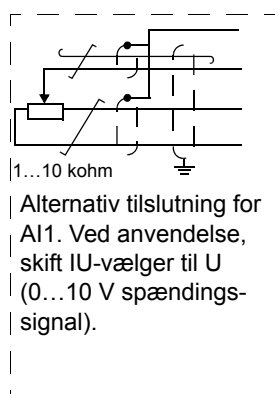 1…10 kohm
Alternativ tilslutning for
AI1. Ved anvendelse,
skift IU-vælger til U
(0…10 V spændings-
signal).